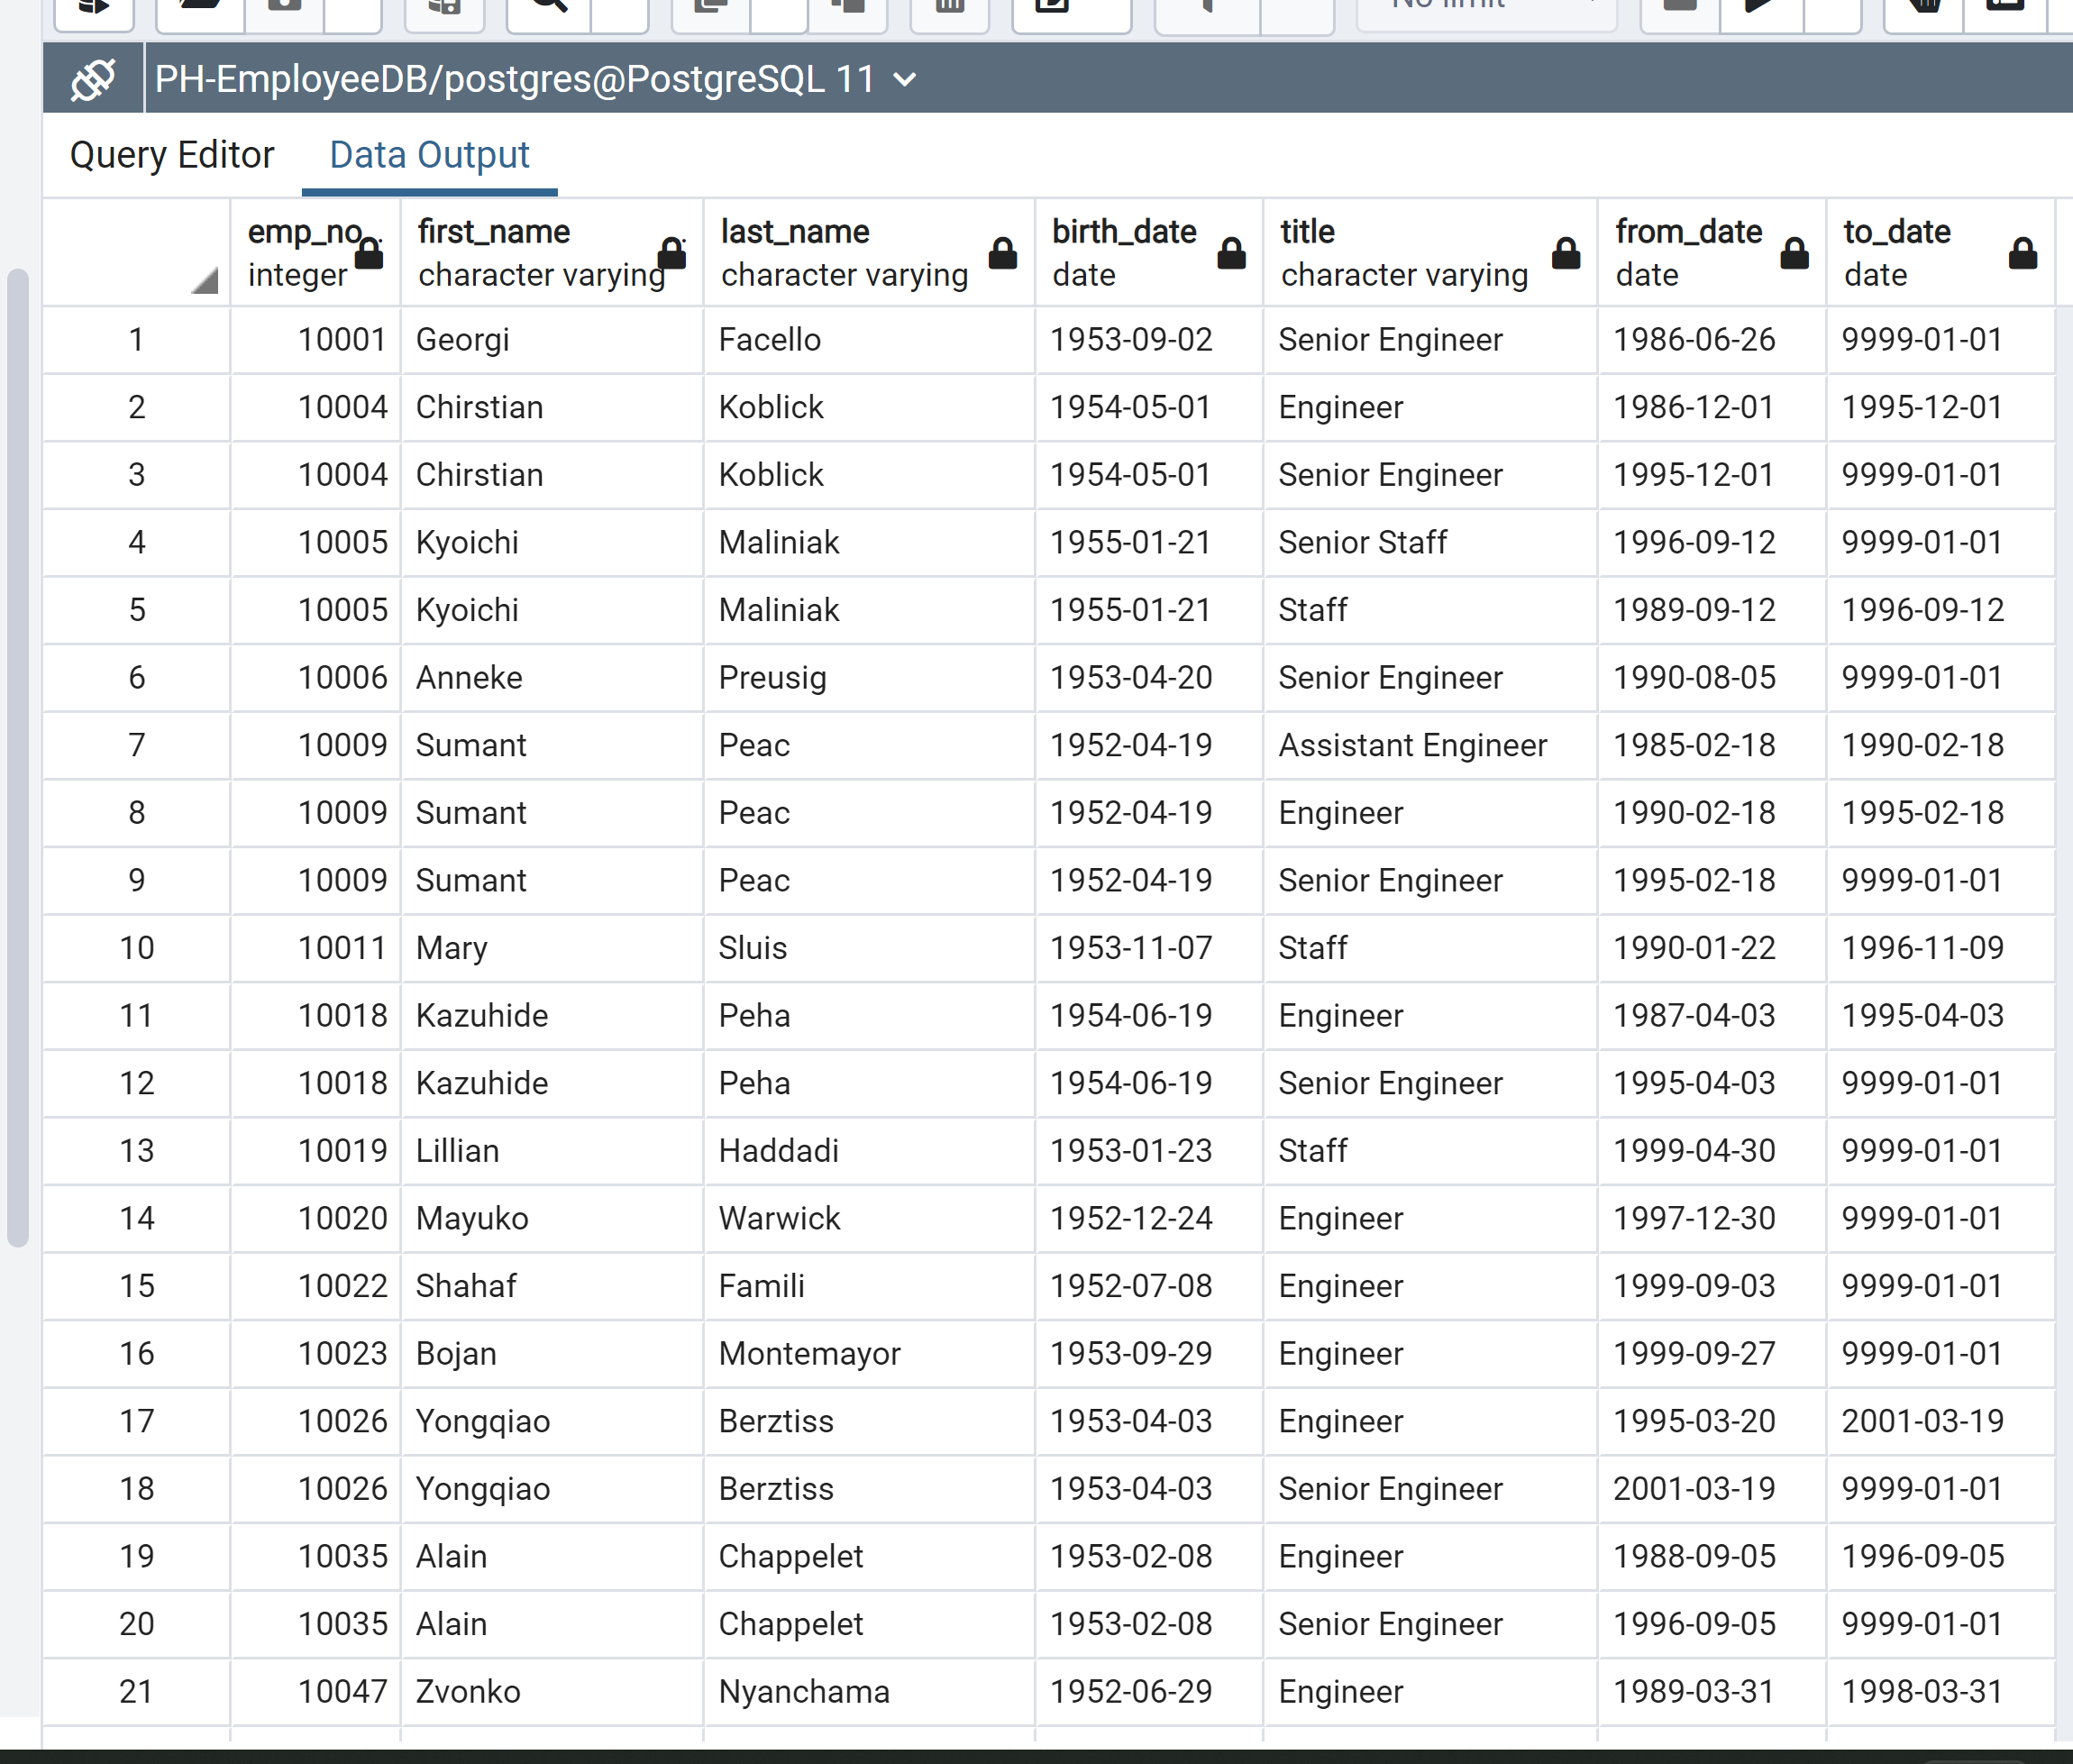 No limit
PH-EmployeeDB/postgres@PostgreSQL 11
Query Editor Data Output
emp_no first_name last_name birth_date title from_date to_date
integer character varying character varying date character varying date date
1 10001 Georgi Facello 1953-09-02 Senior Engineer 1986-06-26 9999-01-01
2 10004 Chirstian Koblick 1954-05-01 Engineer 1986-12-01 1995-12-01
3 10004 Chirstian Koblick 1954-05-01 Senior Engineer 1995-12-01 9999-01-01
4 10005 Kyoichi Maliniak 1955-01-21 Senior Staff 1996-09-12 9999-01-01
5 10005 Kyoichi Maliniak 1955-01-21 Staff 1989-09-12 1996-09-12
6 10006 Anneke Preusig 1953-04-20 Senior Engineer 1990-08-05 9999-01-01
7 10009 Sumant Peac 1952-04-19 Assistant Engineer 1985-02-18 1990-02-18
8 10009 Sumant Peac 1952-04-19 Engineer 1990-02-18 1995-02-18
9 10009 Sumant Peac 1952-04-19 Senior Engineer 1995-02-18 9999-01-01
10 10011 Mary Sluis 1953-11-07 Staff 1990-01-22 1996-11-09
11 10018 Kazuhide Peha 1954-06-19 Engineer 1987-04-03 1995-04-03
12 10018 Kazuhide Peha 1954-06-19 Senior Engineer 1995-04-03 9999-01-01
13 10019 Lillian Haddadi 1953-01-23 Staff 1999-04-30 9999-01-01
14 10020 Mayuko Warwick 1952-12-24 Engineer 1997-12-30 9999-01-01
15 10022 Shahaf Famili 1952-07-08 Engineer 1999-09-03 9999-01-01
16 10023 Bojan Montemayor 1953-09-29 Engineer 1999-09-27 9999-01-01
17 10026 Yongqiao Berztiss 1953-04-03 Engineer 1995-03-20 2001-03-19
18 10026 Yongqiao Berztiss 1953-04-03 Senior Engineer 2001-03-19 9999-01-01
19 10035 Alain Chappelet 1953-02-08 Engineer 1988-09-05 1996-09-05
20 10035 Alain Chappelet 1953-02-08 Senior Engineer 1996-09-05 9999-01-01
21 10047 Zvonko Nyanchama 1952-06-29 Engineer 1989-03-31 1998-03-31